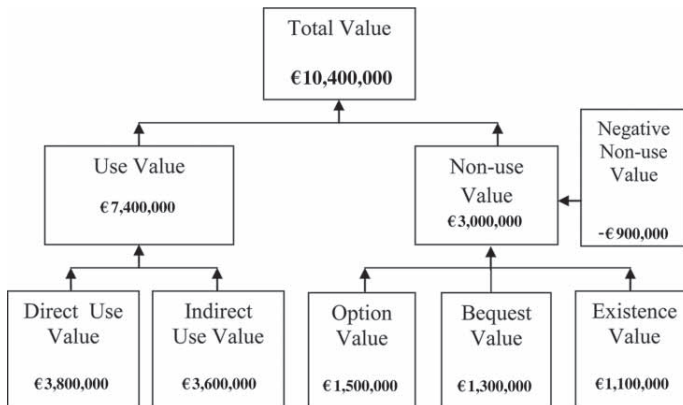 Total Value
€10,400,000
Use Value
€7,400,000
Non-use
Value
€3,000,000
Negative
Non-use
Value
-€900,000
Direct Use
Value
€3,800,000
Indirect
Use Value
€3,600,000
Option
Value
€1,500,000
Bequest
Value
€1,300,000
Existence
Value
€1,100,000